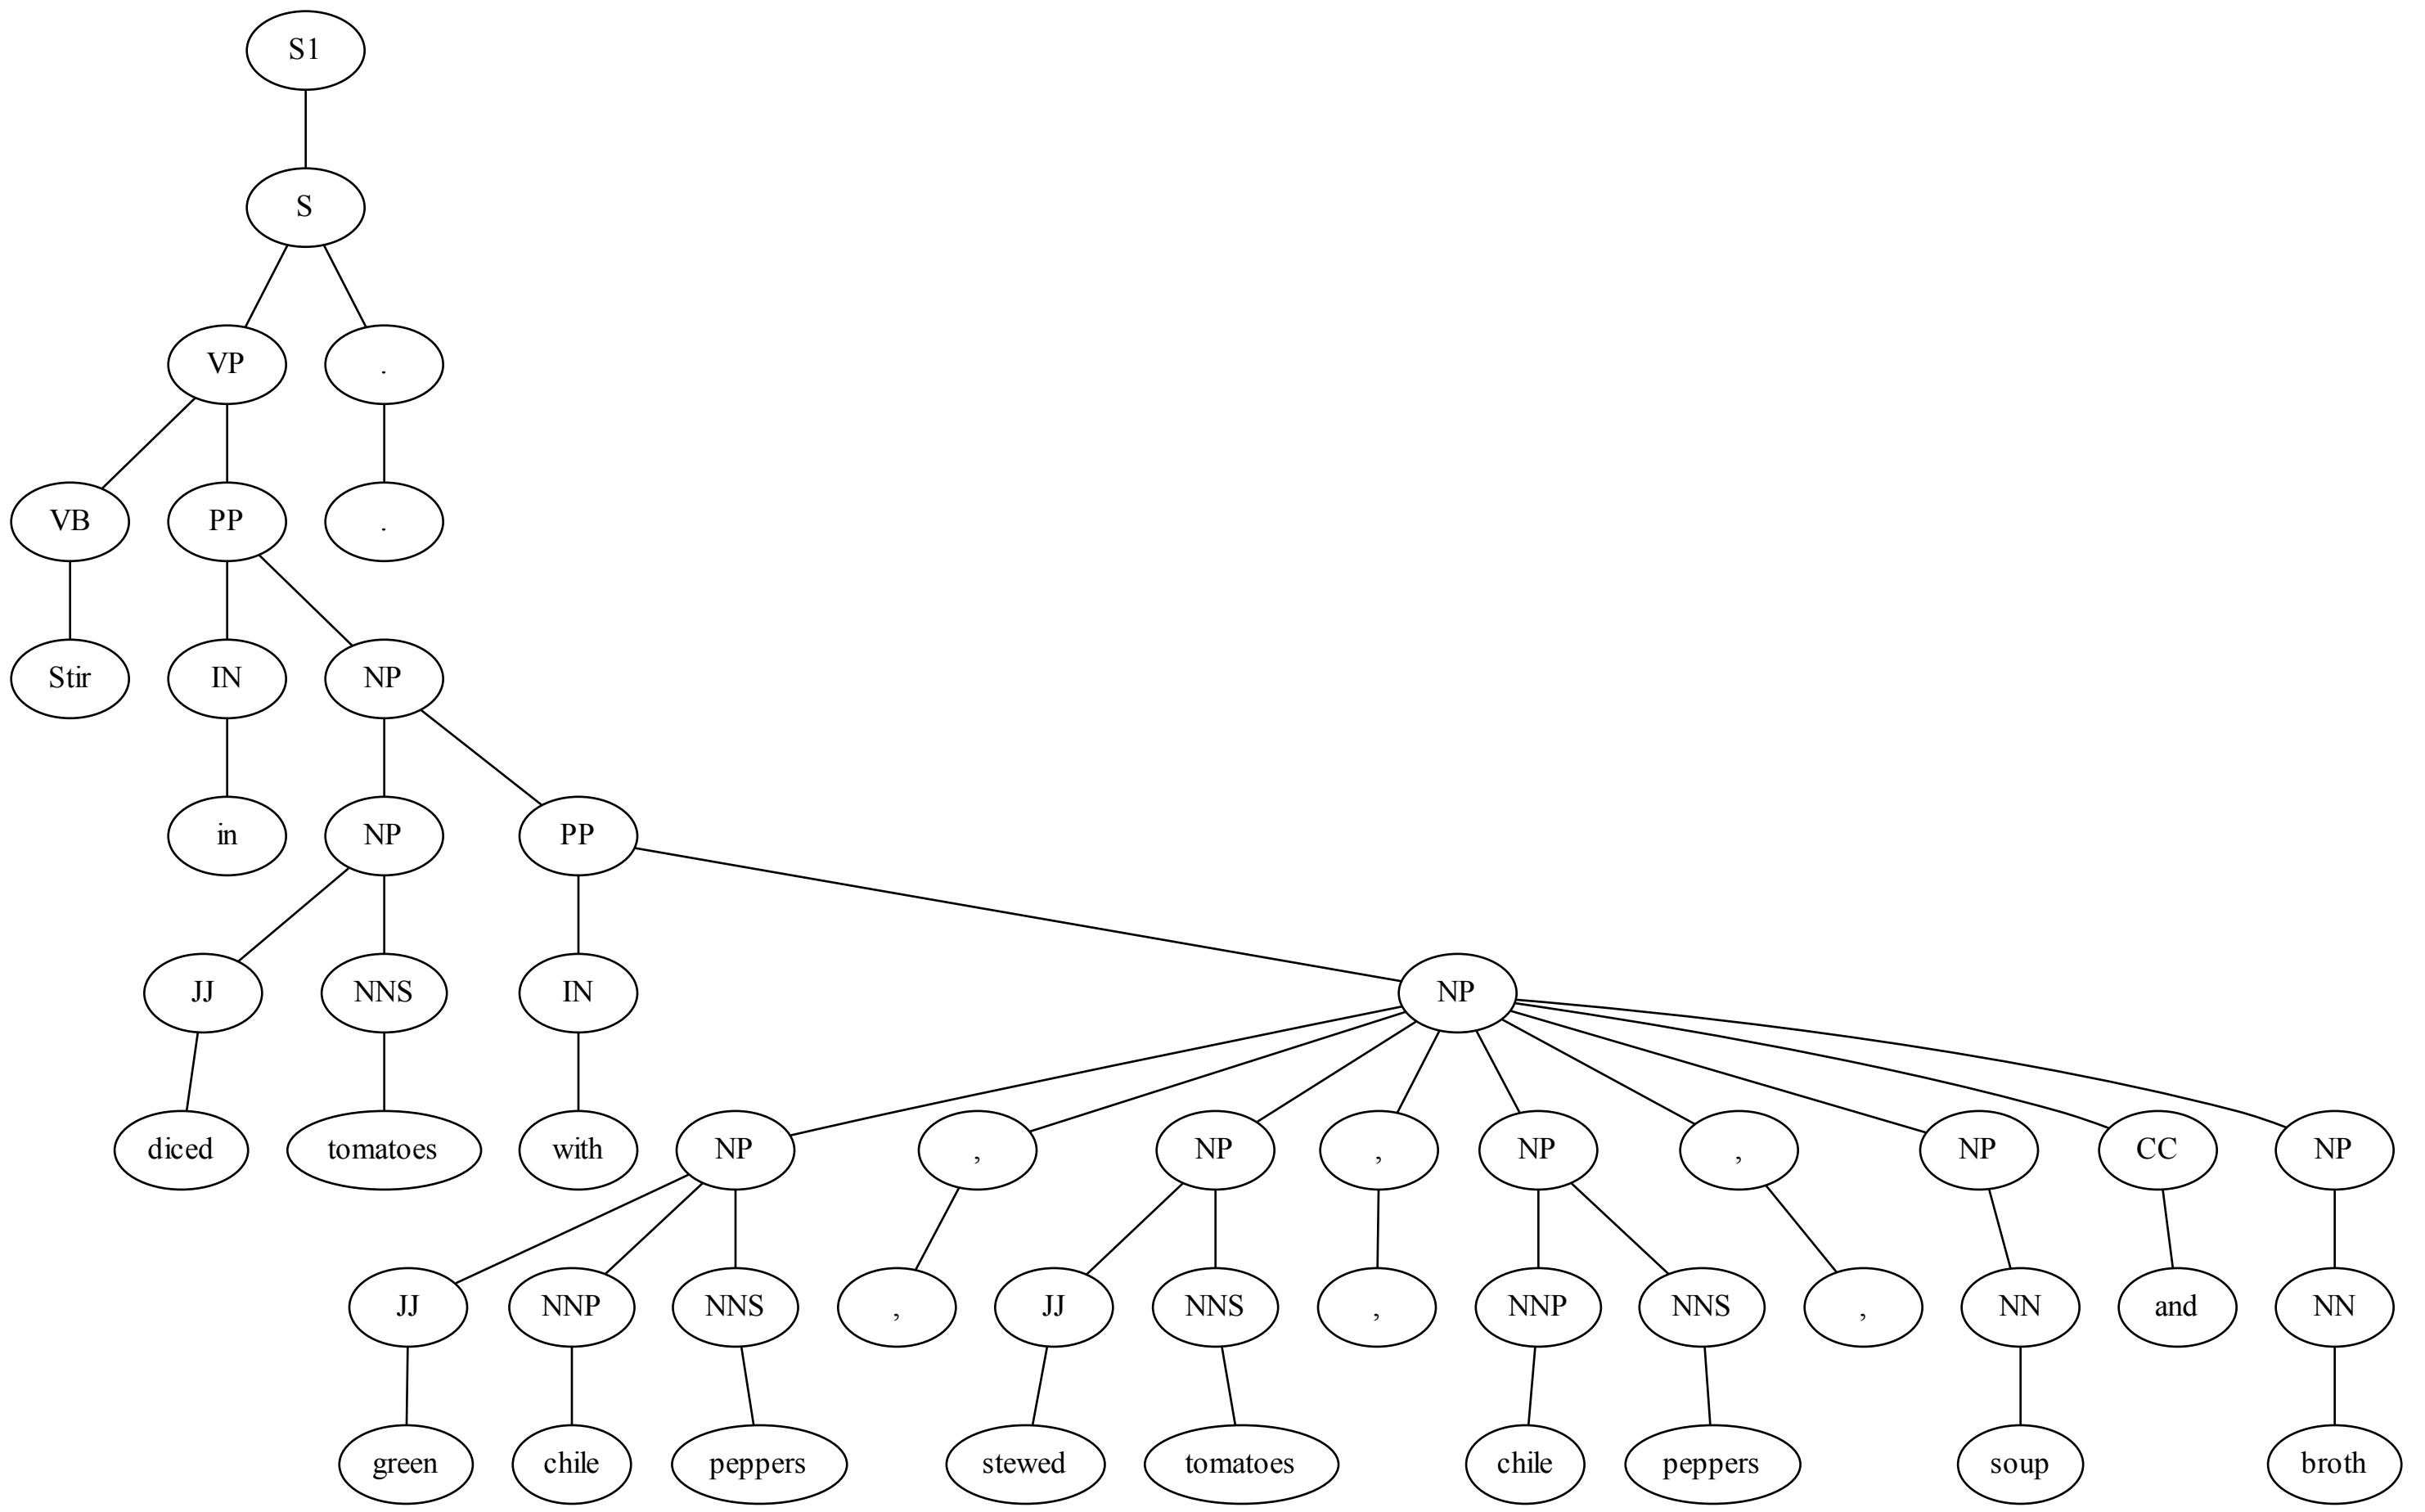 S1
S
VP .
VB PP .
Stir IN NP
in NP PP
JJ NNS IN NP
diced tomatoes with NP , NP , NP , NP CC NP
JJ NNP NNS , JJ NNS , NNP NNS , NN and NN
green chile peppers stewed tomatoes chile peppers soup broth